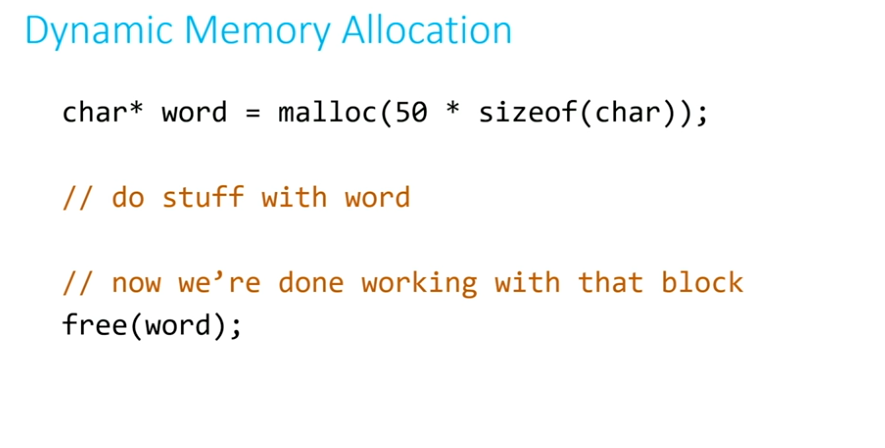 Dynamic Memory Allocation
char* word = malloc(50 * sizeof(char));
// do stuff with word
// now we’re done working with that block
free(word);